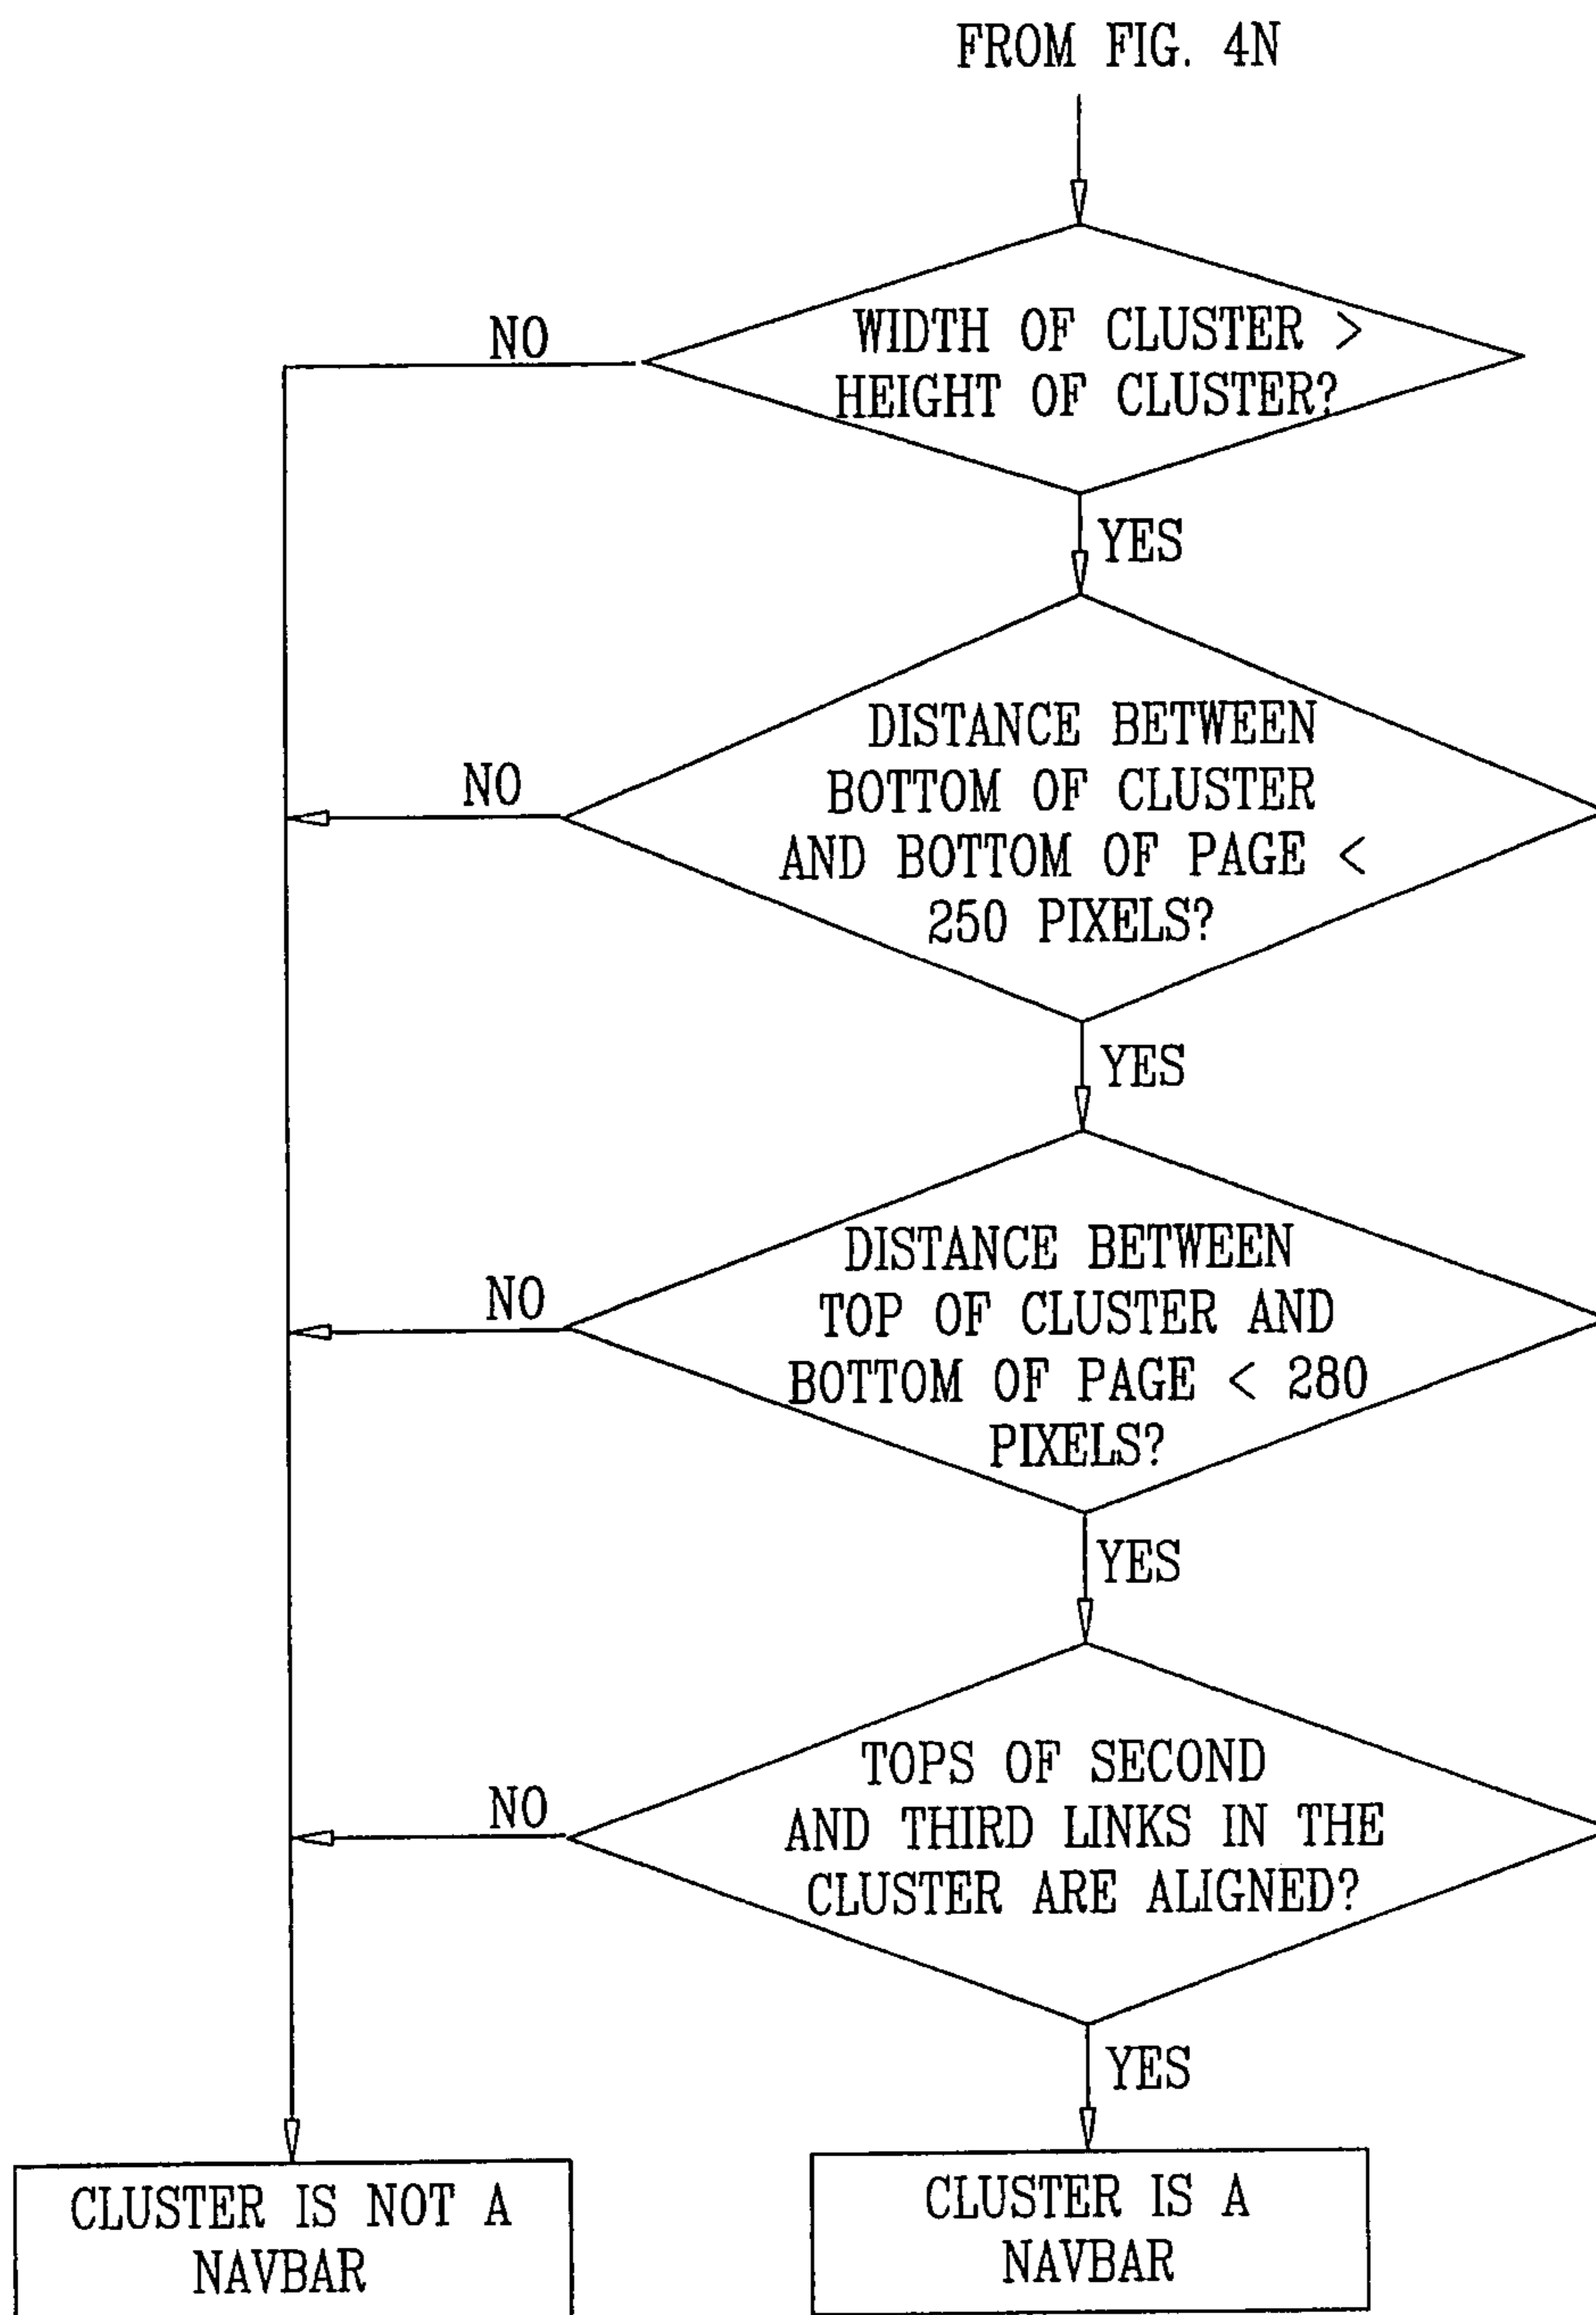 FROM FIG. 4N
WIDTH OF CLUSTER >
HEIGHT OF CLUSTER?
NO
YES
DISTANCE BETWEEN
BOTTOM OF CLUSTER
AND BOTTOM OF PAGE <
250 PIXELS?
NO
YES
DISTANCE BETWEEN
TOP OF CLUSTER AND
BOTTOM OF PAGE < 280
PIXELS?
NO
YES
TOPS OF SECOND
AND THIRD LINKS IN THE
CLUSTER ARE ALIGNED?
NO
YES
CLUSTER IS NOT A
NAVBAR
CLUSTER IS A
NAVBAR